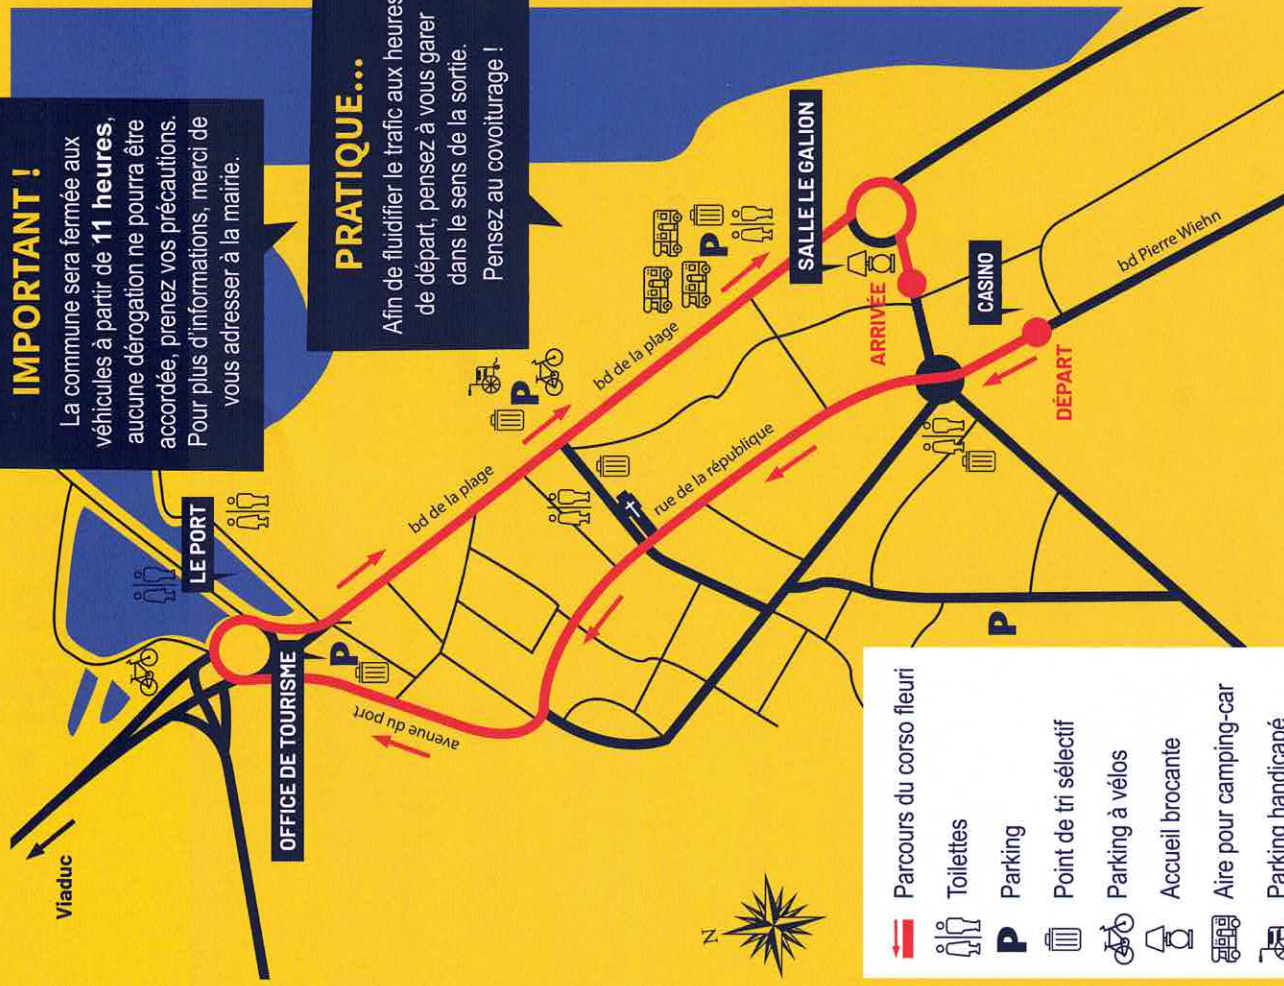 IMPORTANT !
La commune sera fermée aux
véhicules à partir de 11 heures,
aucune dérogation ne pourra être
accordée, prenez vos précautions.
Pour plus d'informations, merci de
vous adresser à la mairie.
PRATIQUE...
Afin de fluidifier le trafic aux heures
de départ, pensez à vous garer
dans le sens de la sortie.
Pensez au covoiturage !
Viaduc
LE PORT
OFFICE DE TOURISME
P
avenue du port
bd de la plage
P
bd de la plage
P
SALLE LE GALION
ARRIVÉE
CASINO
DÉPART
bd Pierre Wiehn
rue de la république
P
N
Parcours du corso fleuri
Toilettes
P Parking
Point de tri sélectif
Parking à vélos
Accueil brocante
Aire pour camping-car
Parking handicapé